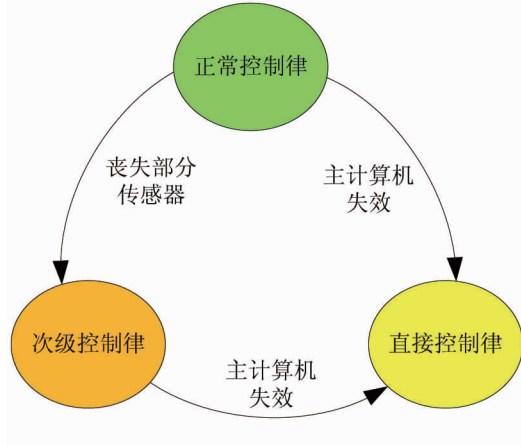 正常控制律
丧失部分
传感器
主计算机
失效
次级控制律
直接控制律
主计算机
失效